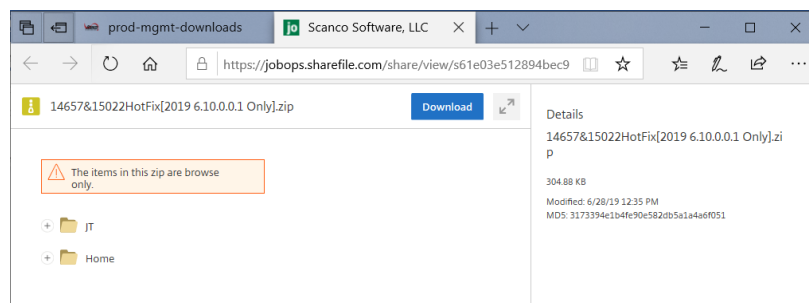 prod-mgmt-downloads
jo Scanco Software, LLC
https://jobops.sharefile.com/share/view/s61e03e512894bec9
14657&15022HotFix[2019 6.10.0.0.1 Only].zip
Download
The items in this zip are browse
only.
JT
Home
Details
14657&15022HotFix[2019 6.10.0.0.1 Only].zi
p
304.88 KB
Modified: 6/28/19 12:35 PM
MD5: 3173394e1b4fe90e582db5a1a4a6f051